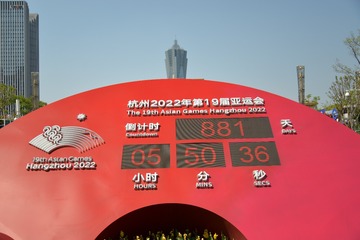 杭州2022年第19届亚运会
The 19th Asian Games Hangzhou 2022
倒计时
Countdown
881
天
DAYS
05 50 36
小时 分 秒
HOURS MINS SECS
19th Asian Games
Hangzhou 2022